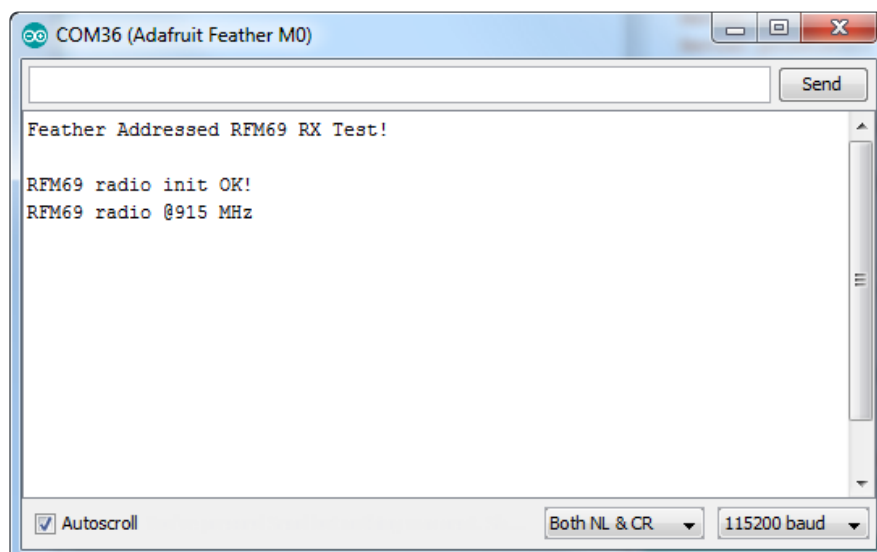 COM36 (Adafruit Feather M0)
Send
Feather Addressed RFM69 RX Test!
RFM69 radio init OK!
RFM69 radio @915 MHz
Autoscroll
Both NL & CR
115200 baud